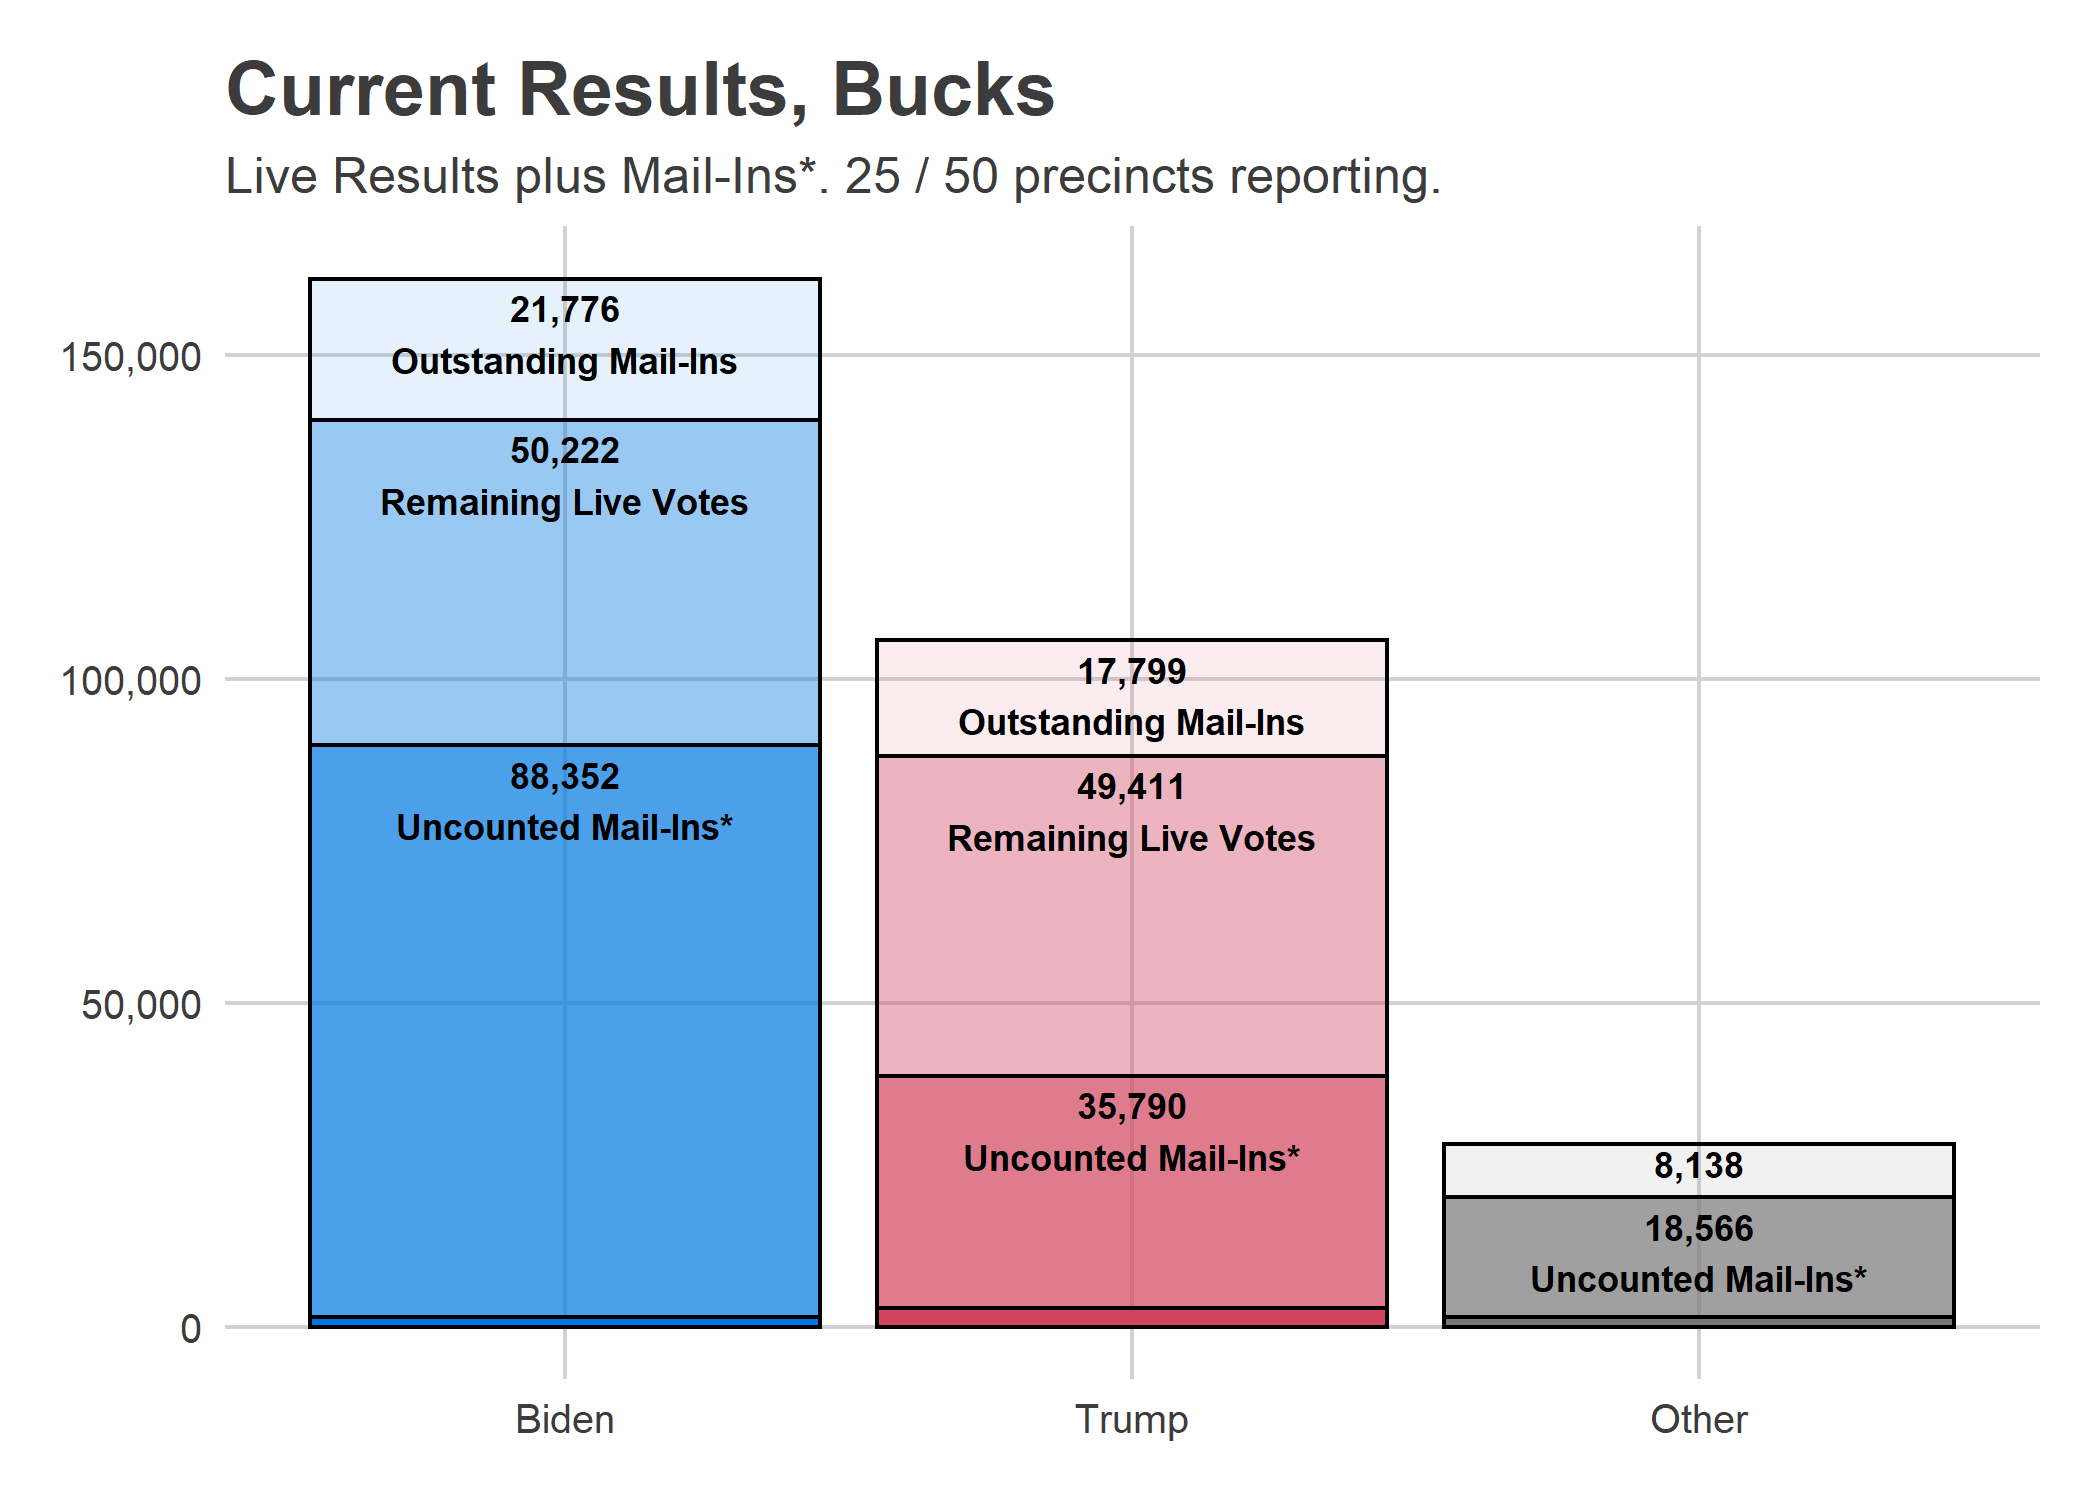 Current Results, Bucks
Live Results plus Mail-Ins*. 25 / 50 precincts reporting.
150,000
100,000
50,000
0
21,776
Outstanding Mail-Ins
50,222
Remaining Live Votes
88,352
Uncounted Mail-Ins*
17,799
Outstanding Mail-Ins
49,411
Remaining Live Votes
35,790
Uncounted Mail-Ins*
8,138
18,566
Uncounted Mail-Ins*
Biden
Trump
Other